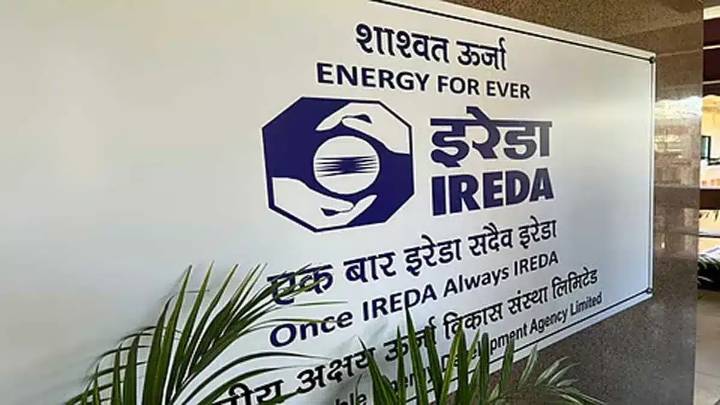 शाश्वत ऊर्जा
ENERGY FOR EVER
इरेडा
IREDA
एक बार इरेडा सदैव इरेडा
Once IREDA Always IREDA
अक्षय ऊर्जा विकास संस्था लिमिटेड
Development Agency Limited